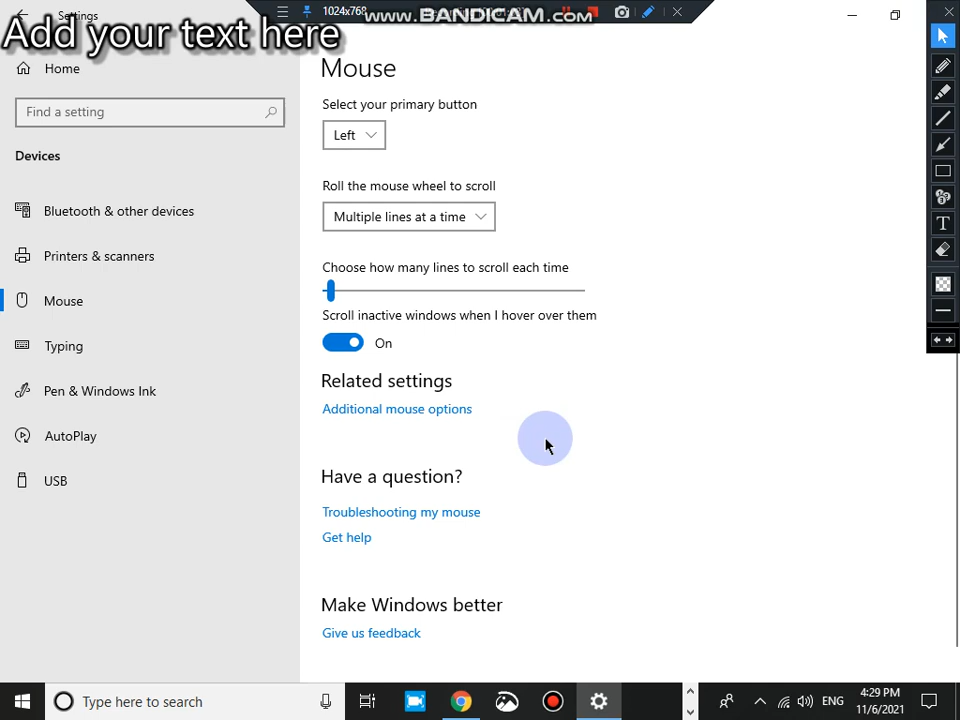 Settings
1024x768
www.BANDICAM.com
Add your text here
Home
Find a setting
Devices
Bluetooth & other devices
Printers & scanners
Mouse
Typing
Pen & Windows Ink
AutoPlay
USB
Mouse
Select your primary button
Left
Roll the mouse wheel to scroll
Multiple lines at a time
Choose how many lines to scroll each time
Scroll inactive windows when I hover over them
On
Related settings
Additional mouse options
Have a question?
Troubleshooting my mouse
Get help
Make Windows better
Give us feedback
Type here to search
ENG
4:29 PM
11/6/2021